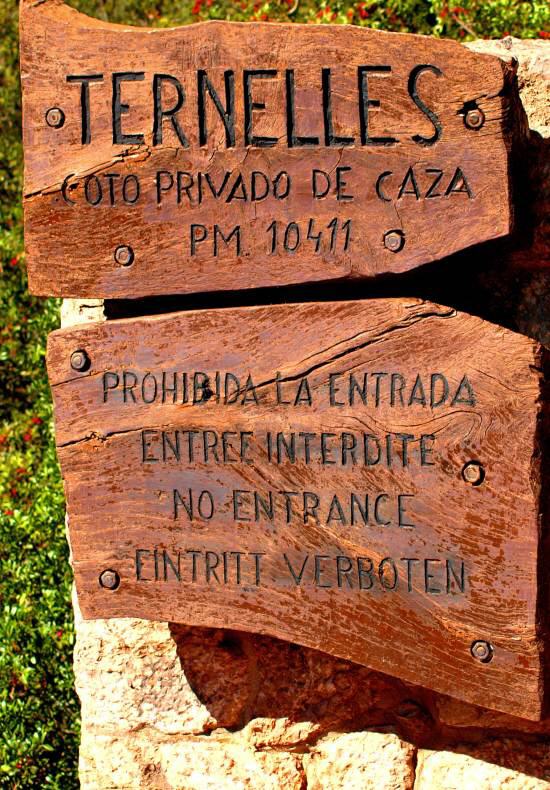 TERNELLES
COTO PRIVADO DE CAZA
PM. 10411
PROHIBIDA LA ENTRADA
ENTREE INTERDITE
NO ENTRANCE
EINTRITT VERBOTEN